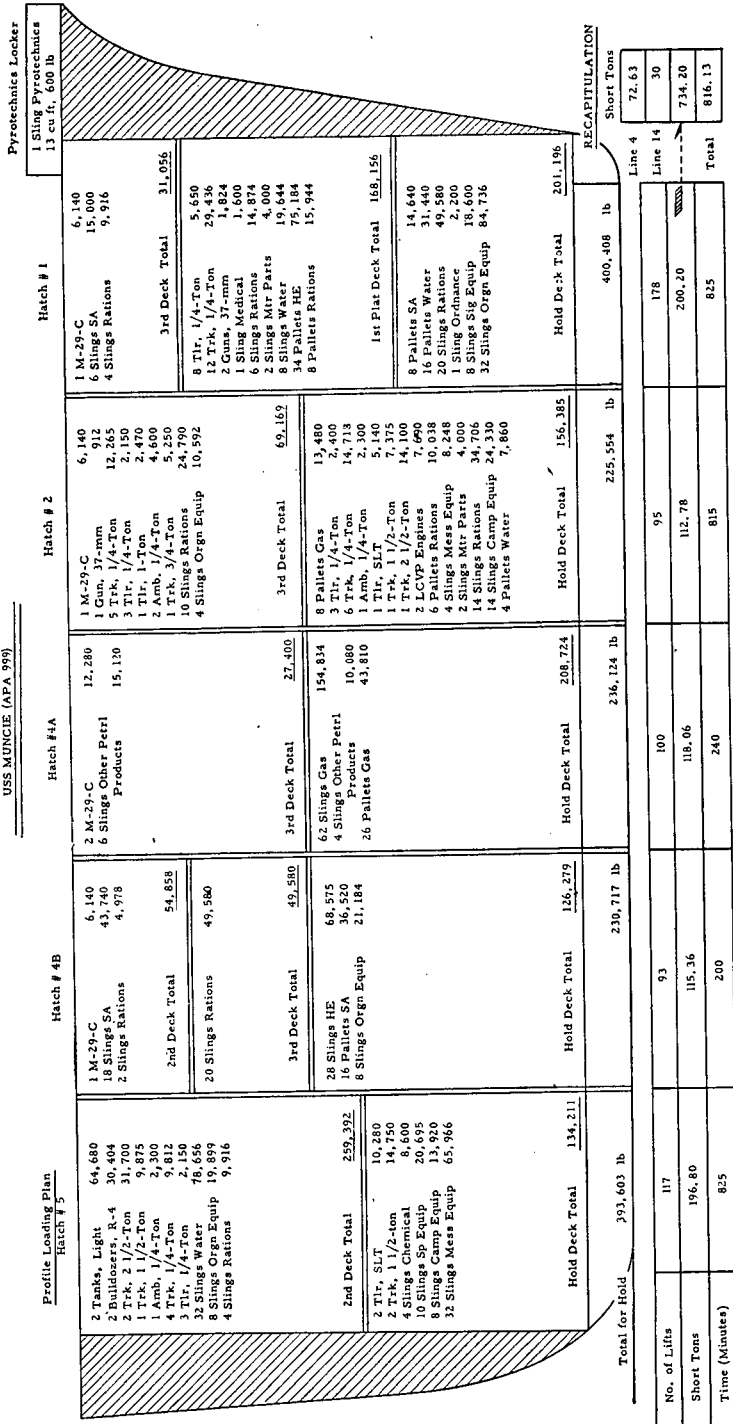 USS MUNCIE (APA 999)
Profile Loading Plan
Hatch # 5
2 Tanks, Light 64,680
2 Bulldozers, R-4 30,404
2 Trk, 2 1/2-Ton 31,700
1 Trk, 1 1/2-Ton 9,875
1 Amb, 1/4-Ton 2,300
4 Trk, 1/4-Ton 9,812
3 Tlr, 1/4-Ton 2,150
32 Slings Water 78,656
8 Slings Orgn Equip 19,899
4 Slings Rations 9,916
2nd Deck Total 259,392
2 Tlr, SLT 10,280
2 Trk, 1 1/2-ton 14,750
4 Slings Chemical 8,600
10 Slings Sp Equip 20,695
8 Slings Camp Equip 13,920
32 Slings Mess Equip 65,966
Hold Deck Total 134,211
Hatch # 4B
1 M-29-C 6,140
18 Slings SA 43,740
2 Slings Rations 4,978
2nd Deck Total 54,858
20 Slings Rations 49,580
3rd Deck Total 49,580
28 Slings HE 68,575
16 Pallets SA 36,520
8 Slings Orgn Equip 21,184
Hold Deck Total 126,279
Hatch #4A
2 M-29-C 12,280
6 Slings Other Petrl
Products 15,120
3rd Deck Total 27,400
62 Slings Gas 154,834
4 Slings Other Petrl
Products 10,080
26 Pallets Gas 43,810
Hold Deck Total 208,724
Hatch # 2
1 M-29-C 6,140
1 Gun, 37-mm 912
5 Trk, 1/4-Ton 12,265
3 Tlr, 1/4-Ton 2,150
1 Tlr, 1-Ton 2,470
2 Amb, 1/4-Ton 4,600
1 Trk, 3/4-Ton 5,250
10 Slings Rations 24,790
4 Slings Orgn Equip 10,592
3rd Deck Total 69,169
8 Pallets Gas 13,480
3 Tlr, 1/4-Ton 2,400
6 Trk, 1/4-Ton 14,713
1 Amb, 1/4-Ton 2,300
1 Tlr, SLT 5,140
1 Trk, 1 1/2-Ton 7,375
1 Trk, 2 1/2-Ton 14,100
2 LCVP Engines 7,690
6 Pallets Rations 10,038
4 Slings Mess Equip 8,248
2 Slings Mtr Parts 4,000
14 Slings Rations 34,706
14 Slings Camp Equip 24,330
4 Pallets Water 7,860
Hold Deck Total 156,385
Hatch # 1
1 M-29-C 6,140
6 Slings SA 15,000
4 Slings Rations 9,916
3rd Deck Total 31,056
8 Tlr, 1/4-Ton 5,650
12 Trk, 1/4-Ton 29,436
2 Guns, 37-mm 1,824
1 Sling Medical 1,600
6 Slings Rations 14,874
2 Slings Mtr Parts 4,000
8 Slings Water 19,644
34 Pallets HE 75,184
8 Pallets Rations 15,944
1st Plat Deck Total 168,156
8 Pallets SA 14,640
16 Pallets Water 31,440
20 Slings Rations 49,580
1 Sling Ordnance 2,200
8 Slings Sig Equip 18,600
32 Slings Orgn Equip 84,736
Hold Deck Total 201,196
Pyrotechnics Locker
1 Sling Pyrotechnics
13 cu ft, 600 lb
Total for Hold 393,603 lb 230,717 lb 236,124 lb 225,554 lb 400,408 lb
No. of Lifts 117 93 100 95 178
Short Tons 196.80 115.36 118.06 112.78 200.20
Time (Minutes) 825 200 240 815 825
RECAPITULATION
Short Tons
Line 4 72.63
Line 14 30
734.20
Total 816.13